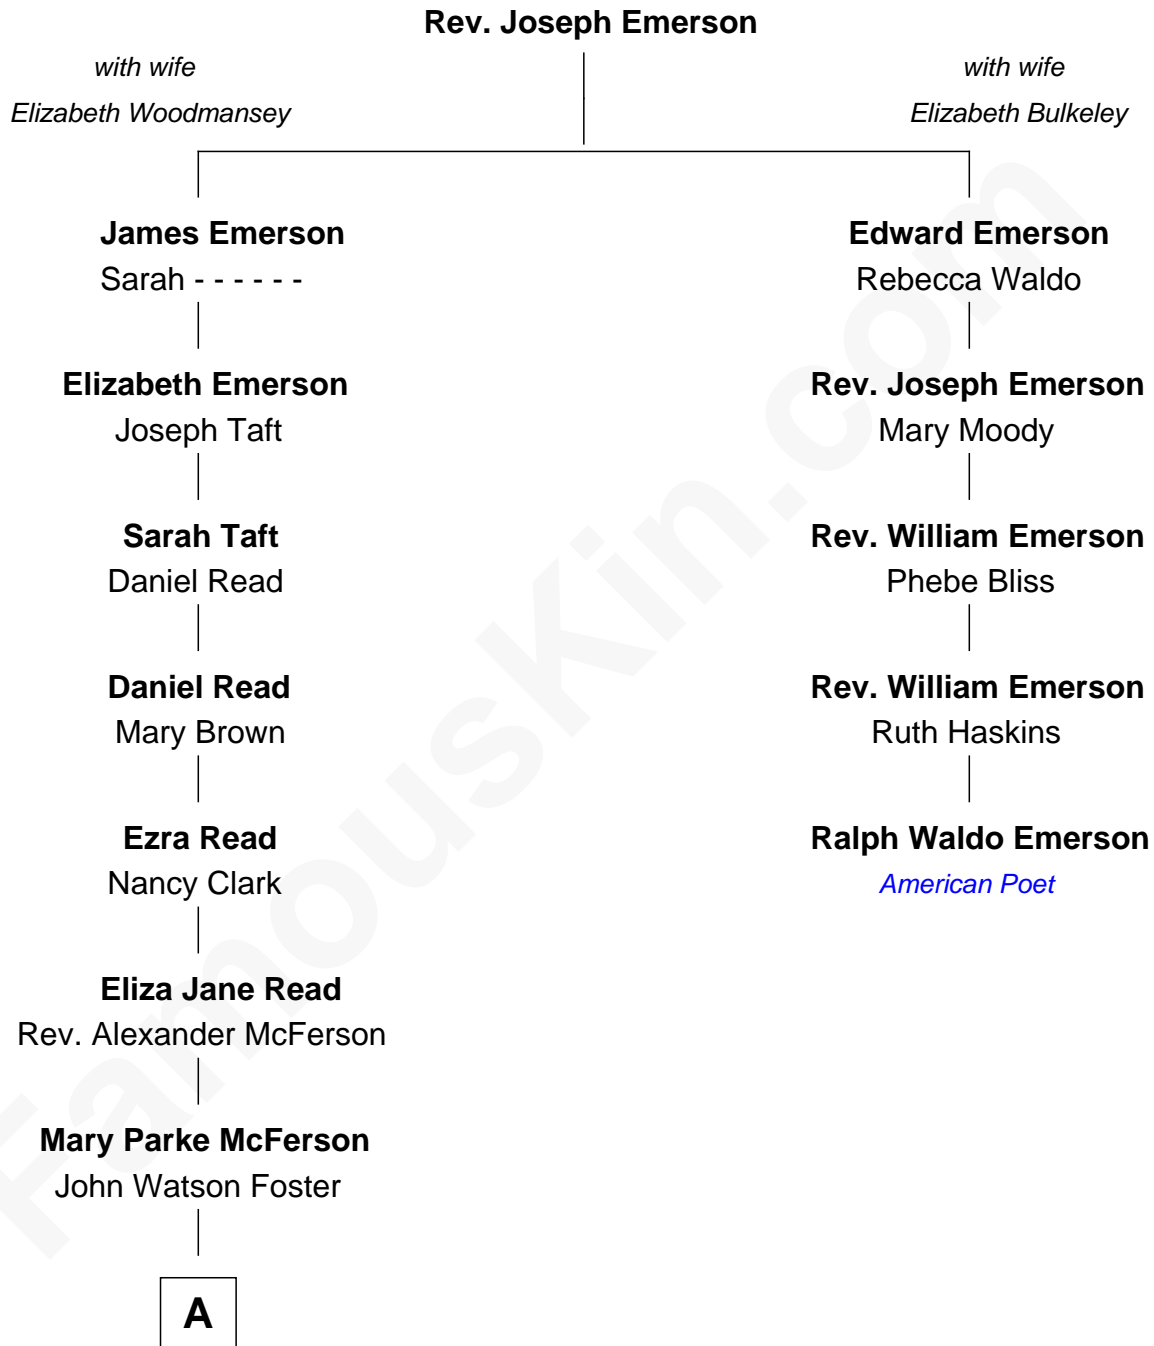 Rev. Joseph Emerson
with wife
Elizabeth Woodmansey
with wife
Elizabeth Bulkeley
James Emerson
Sarah - - - - - -
Edward Emerson
Rebecca Waldo
Elizabeth Emerson
Joseph Taft
Rev. Joseph Emerson
Mary Moody
Sarah Taft
Daniel Read
Rev. William Emerson
Phebe Bliss
Daniel Read
Mary Brown
Rev. William Emerson
Ruth Haskins
Ezra Read
Nancy Clark
Ralph Waldo Emerson
American Poet
Eliza Jane Read
Rev. Alexander McFerson
Mary Parke McFerson
John Watson Foster
A
FamousKin.com